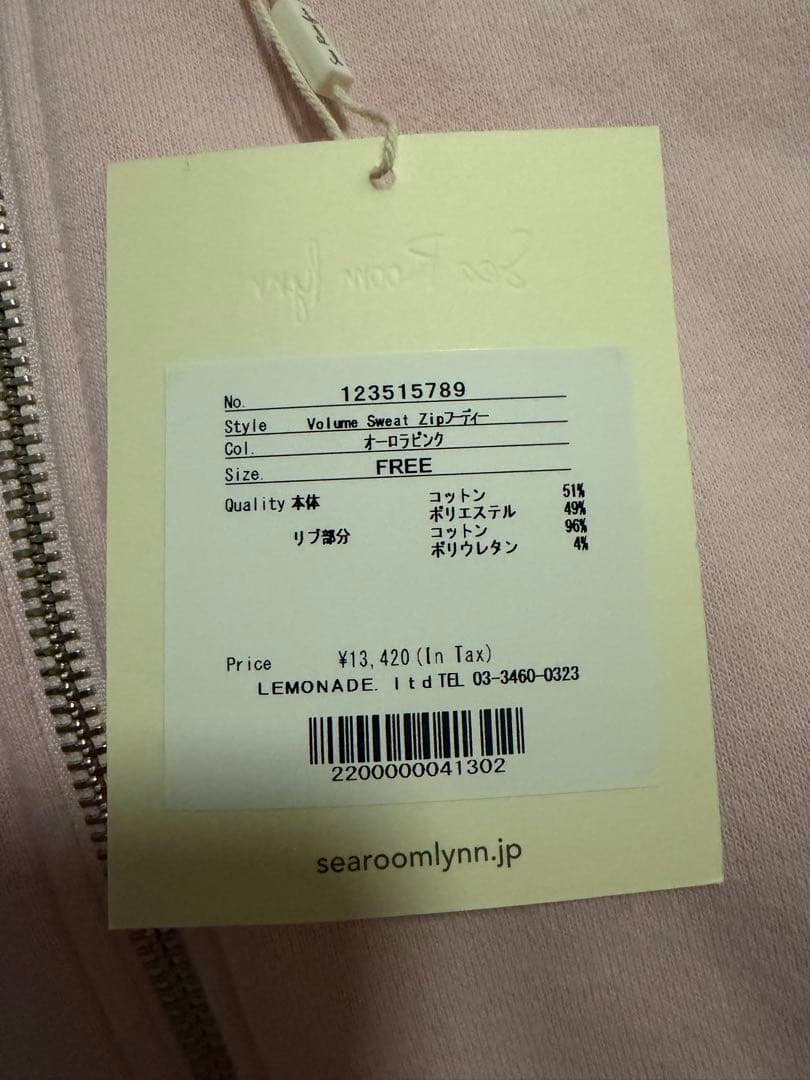 Sea Room lynn
No. 123515789
Style Volume Sweat Zipフーディー
Col. オーロラピンク
Size. FREE
Quality 本体 コットン 51%
ポリエステル 49%
リブ部分 コットン 96%
ポリウレタン 4%
Price ¥13,420(In Tax)
LEMONADE. ltd TEL 03-3460-0323
2200000041302
searoomlynn.jp